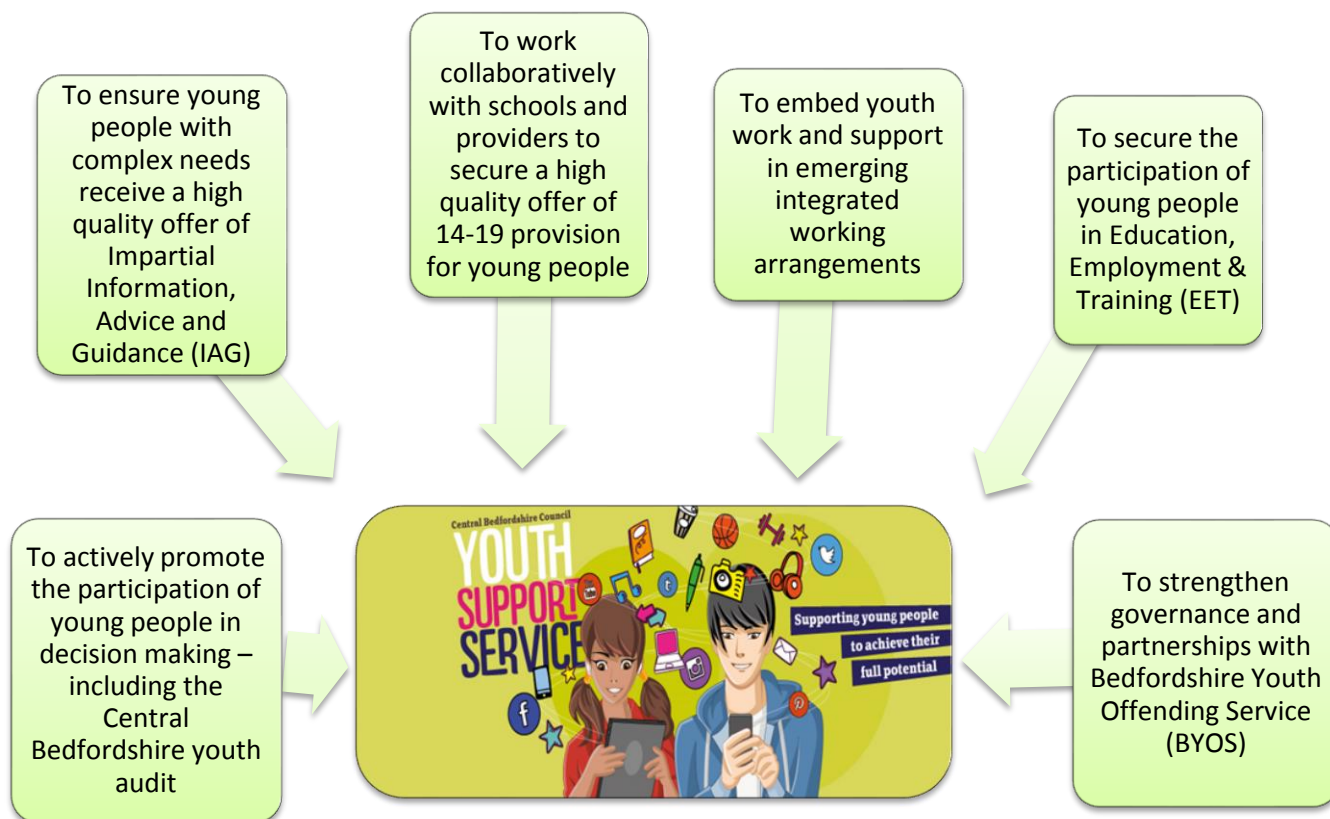 To ensure young
people with
complex needs
receive a high
quality offer of
Impartial
Information,
Advice and
Guidance (IAG)
To work
collaboratively
with schools and
providers to
secure a high
quality offer of
14-19 provision
for young people
To embed youth
work and support
in emerging
integrated
working
arrangements
To secure the
participation of
young people
in Education,
Employment &
Training (EET)
To actively promote
the participation of
young people in
decision making –
including the
Central
Bedfordshire youth
audit
Central Bedfordshire Council
YOUTH
SUPPORT
SERVICE
You
Tube
t
f
Supporting young people
to achieve their
full potential
To strengthen
governance and
partnerships with
Bedfordshire Youth
Offending Service
(BYOS)